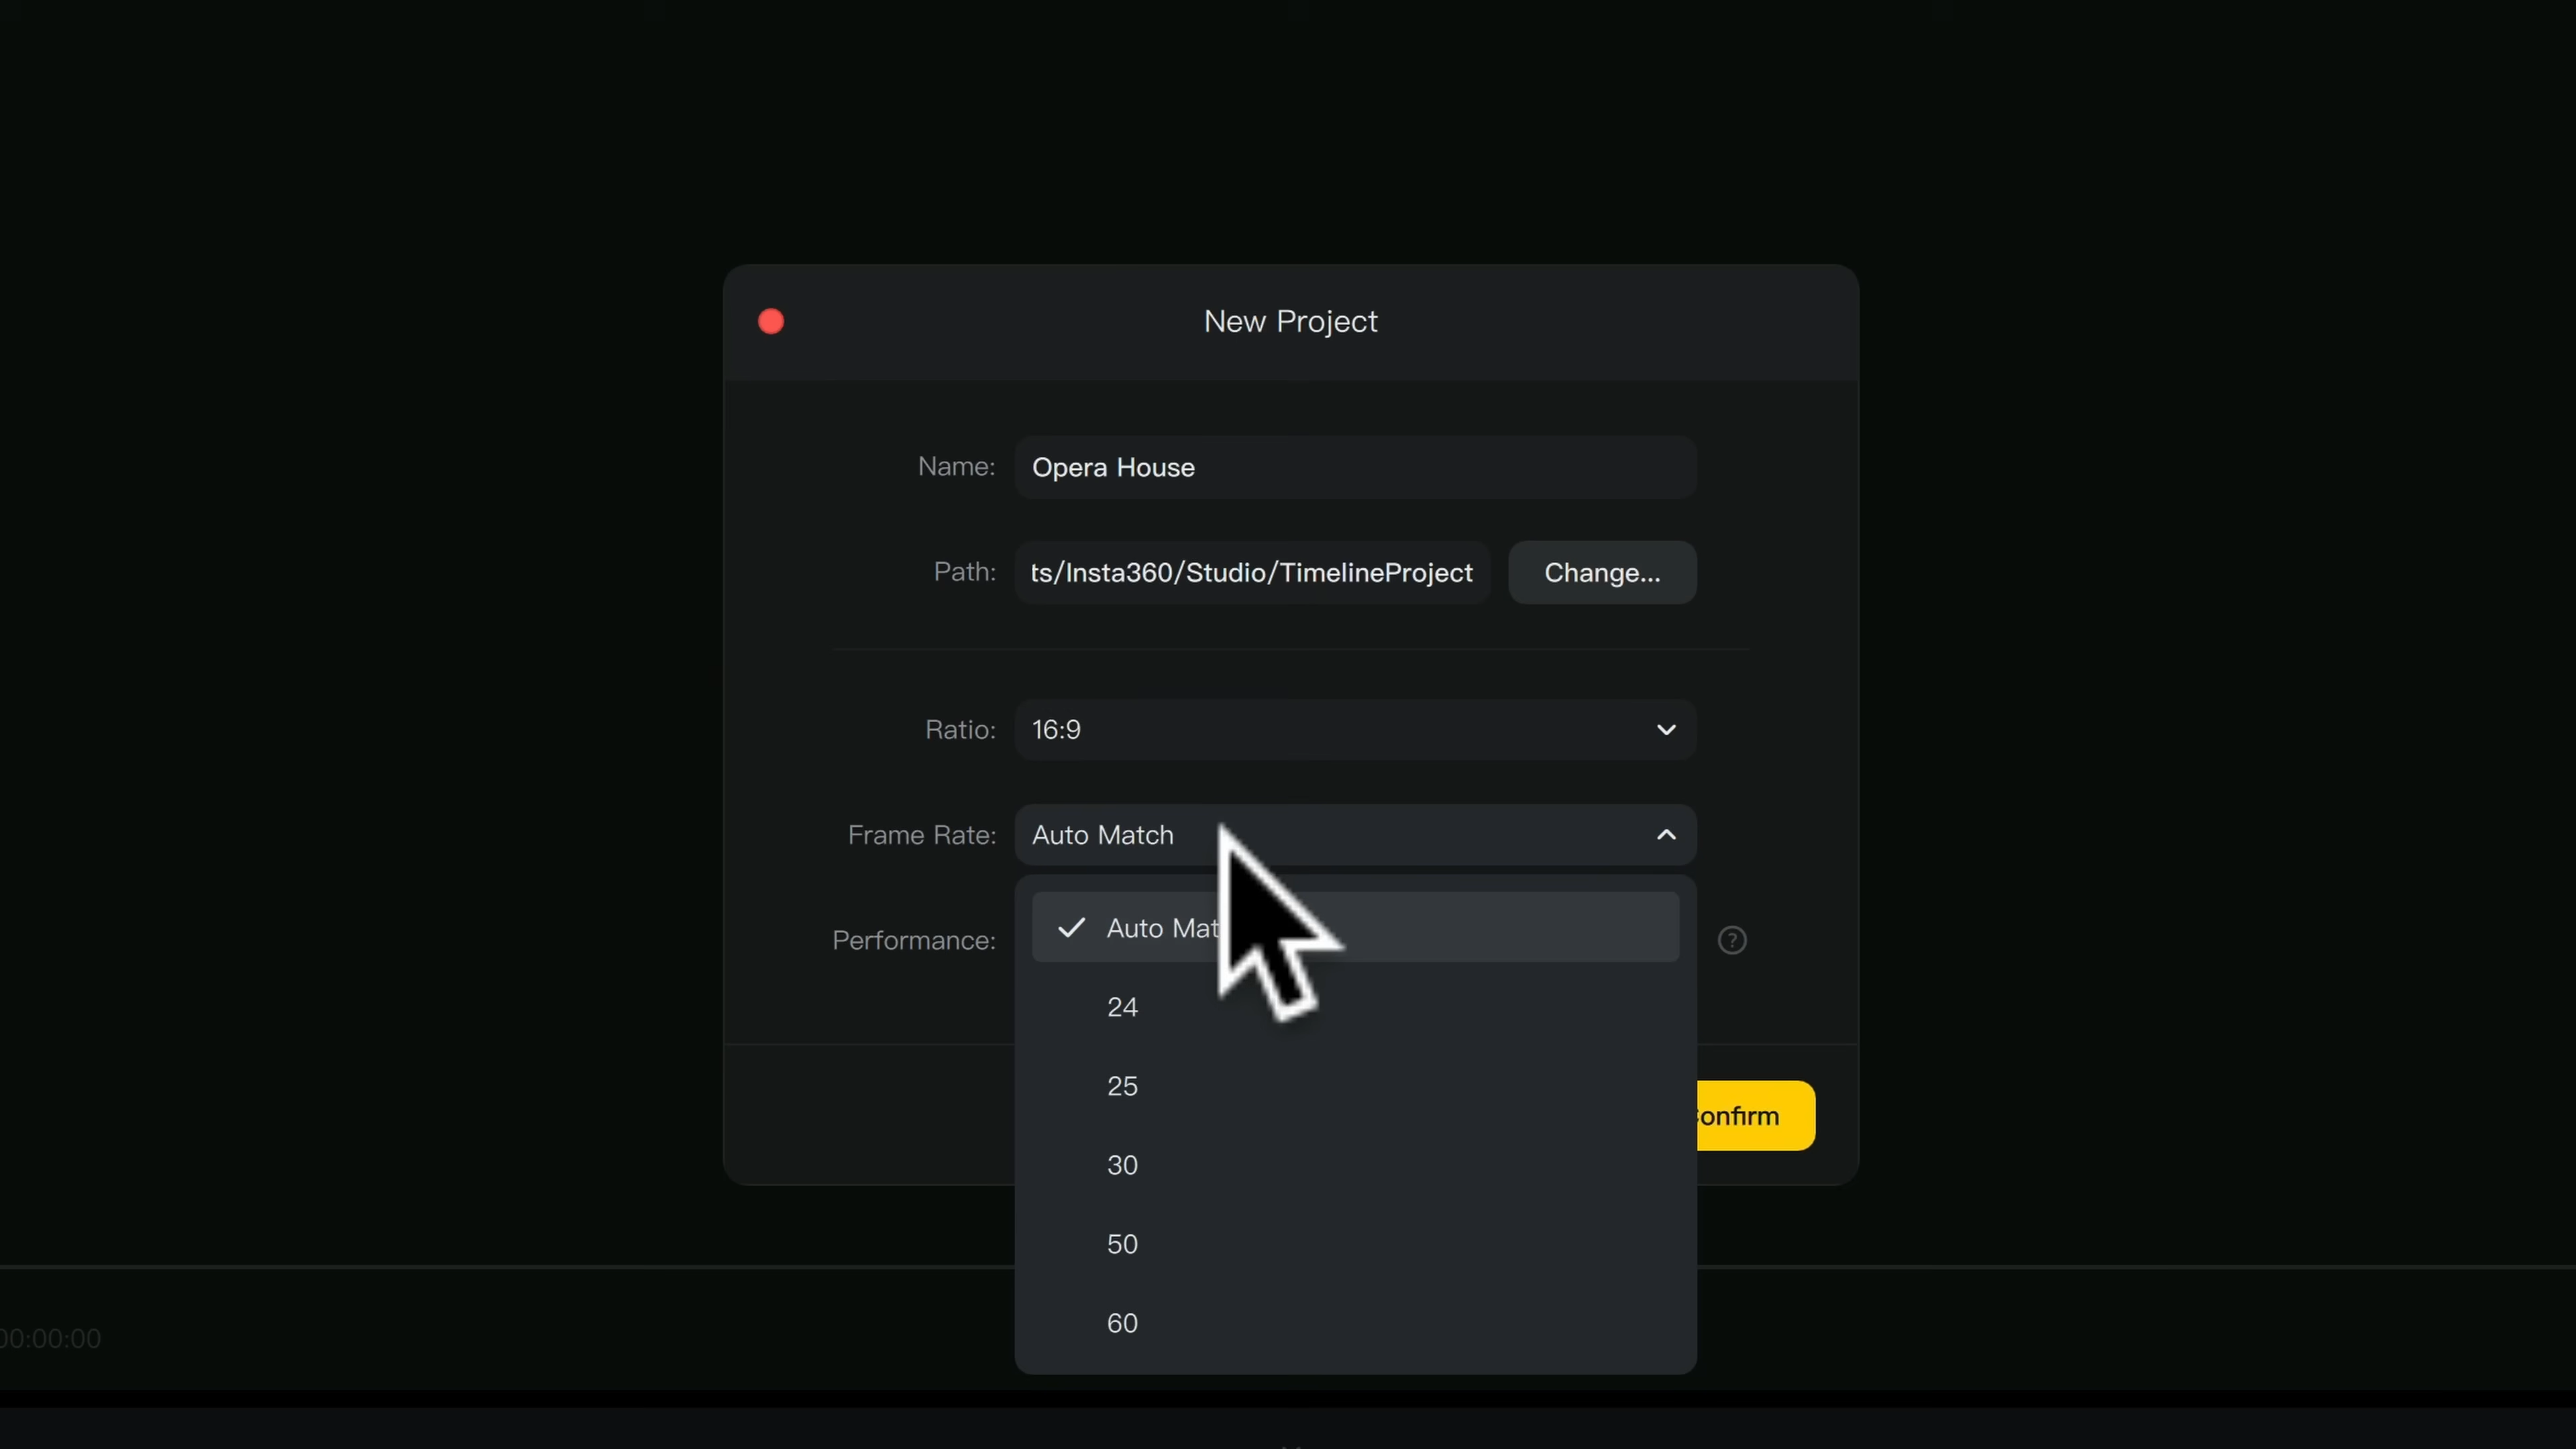 New Project
Name: Opera House
Path: ts/Insta360/Studio/TimelineProject Change...
Ratio: 16:9
Frame Rate: Auto Match
Performance:
Auto Mat
24
25
30
50
60
onfirm
00:00:00